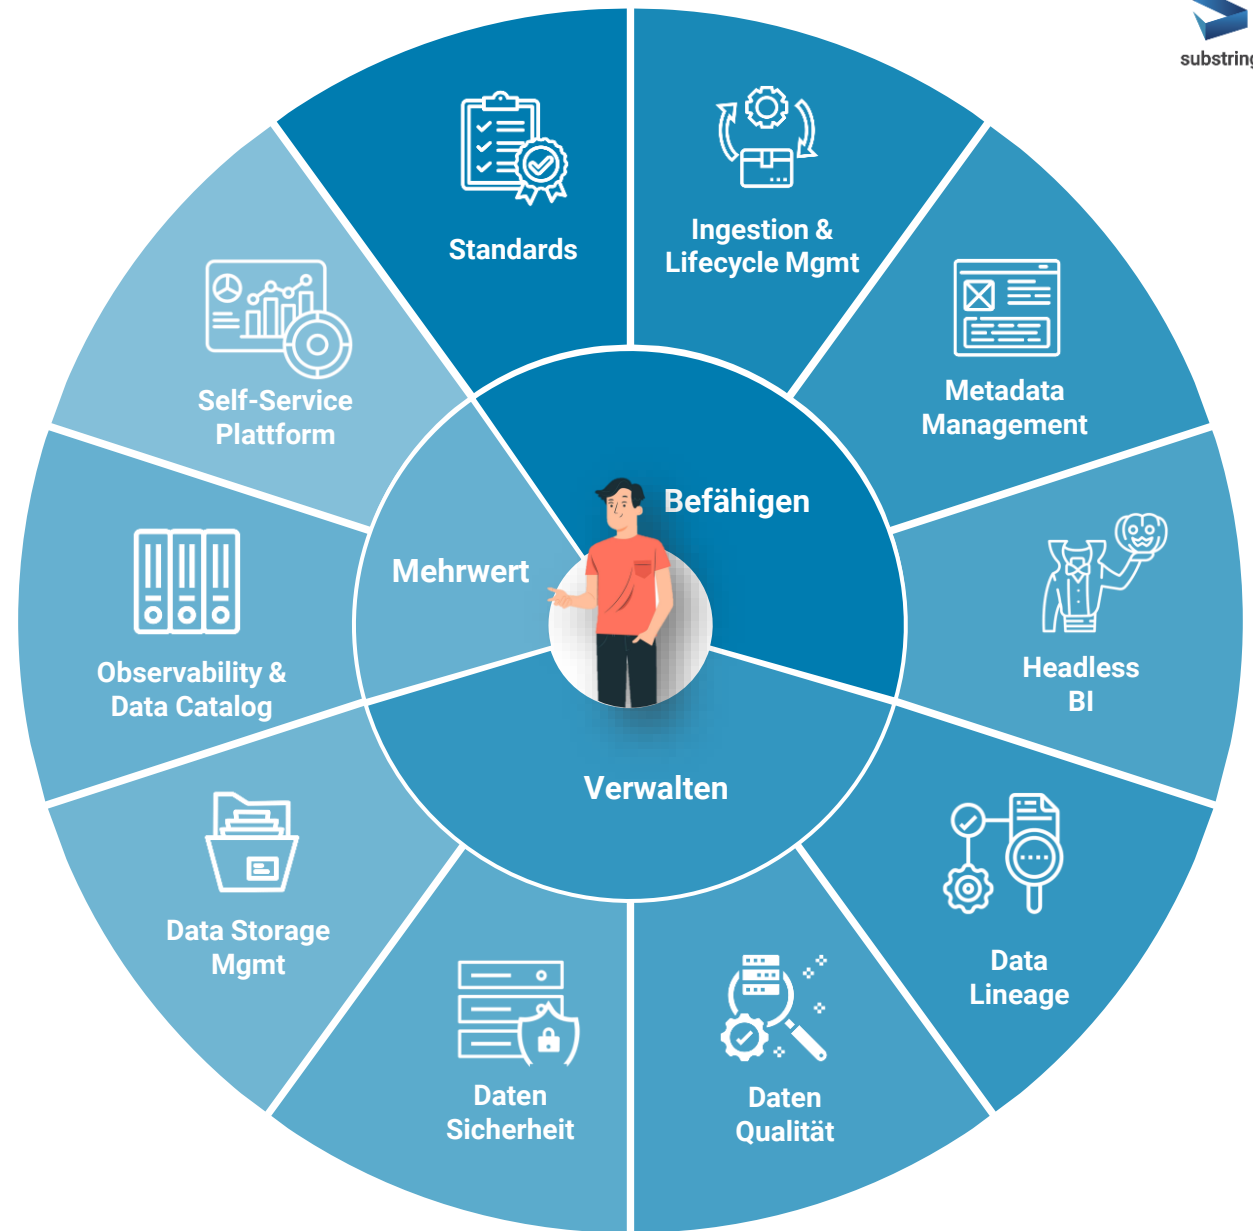 substring
Standards
Ingestion &
Lifecycle Mgmt
Metadata
Management
Headless
BI
Data
Lineage
Daten
Qualität
Daten
Sicherheit
Data Storage
Mgmt
Observability &
Data Catalog
Self-Service
Plattform
Befähigen
Verwalten
Mehrwert